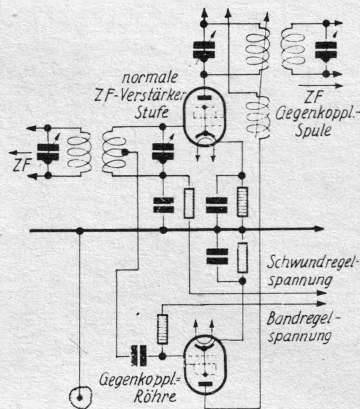 normale
ZF-Verstärker
Stufe
ZF
Gegenkoppl.-
Spule
ZF
Schwundregel-
spannung
Bandregel-
spannung
Gegenkoppl.-
Röhre